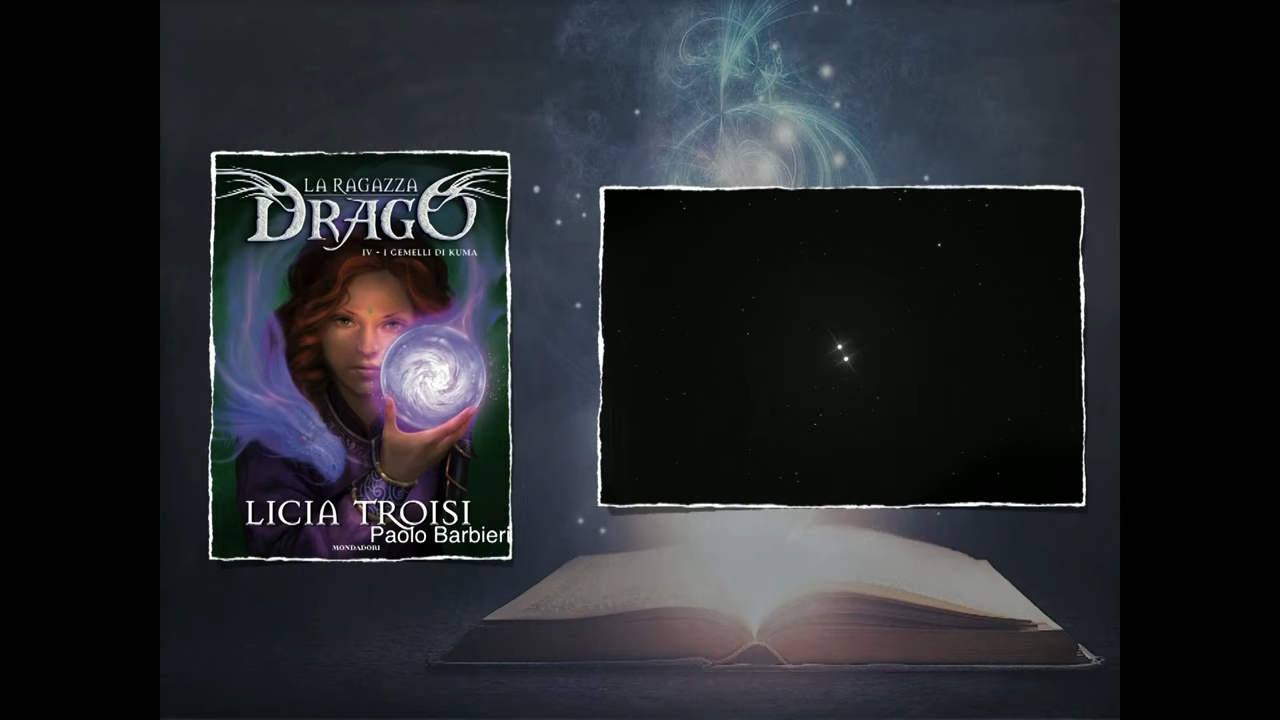 LA RAGAZZA
DRAGO
IV - I GEMELLI DI KUMA
LICIA TROISI
Paolo Barbieri
MONDADORI